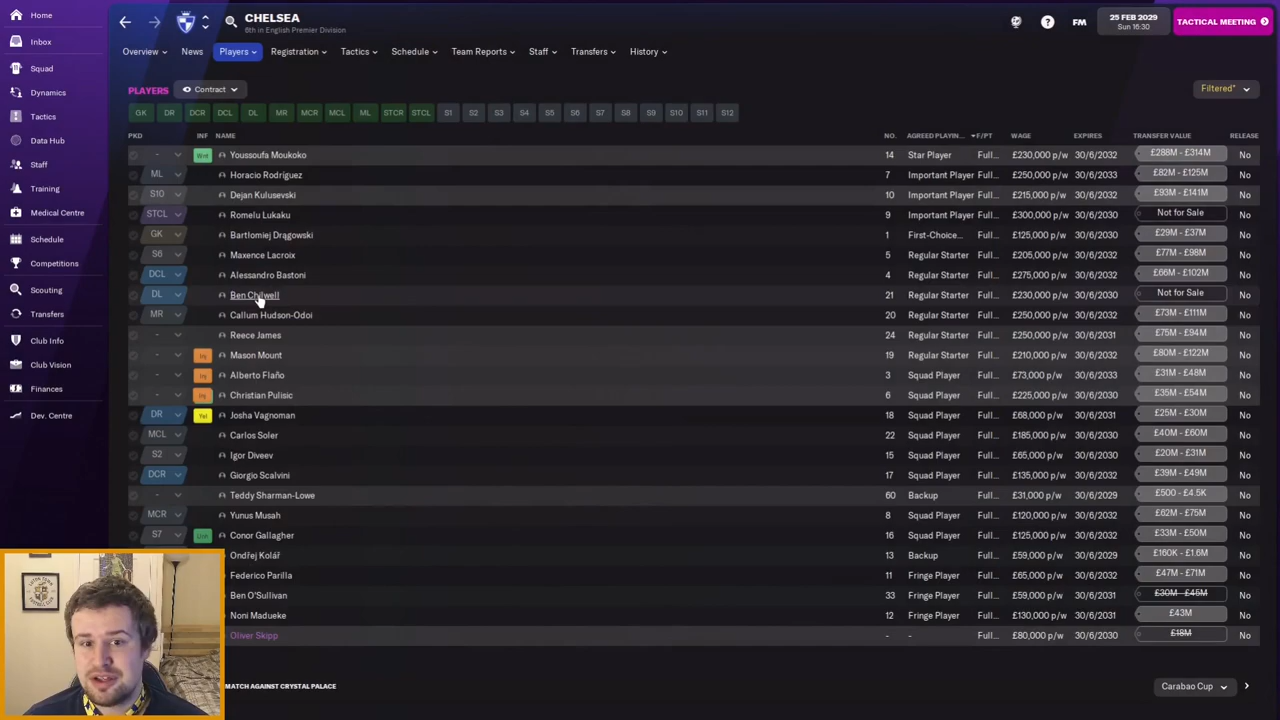 Home
Inbox
Squad
Dynamics
Tactics
Data Hub
Staff
Training
Medical Centre
Schedule
Competitions
Scouting
Transfers
Club Info
Club Vision
Finances
Dev. Centre
CHELSEA
6th in English Premier Division
FM
25 FEB 2029
Sun 16:30
TACTICAL MEETING
Overview News Players Registration Tactics Schedule Team Reports Staff Transfers History
PLAYERS Contract Filtered*
GK DR DCR DCL DL MR MCR MCL ML STCR STCL S1 S2 S3 S4 S5 S6 S7 S8 S9 S10 S11 S12
PKD INF NAME NO. AGREED PLAYIN... F/PT WAGE EXPIRES TRANSFER VALUE RELEASE
- Wnt Youssoufa Moukoko 14 Star Player Full... £230,000 p/w 30/6/2032 £288M - £314M No
ML Horacio Rodríguez 7 Important Player Full... £250,000 p/w 30/6/2033 £82M - £125M No
S10 Dejan Kulusevski 10 Important Player Full... £215,000 p/w 30/6/2032 £93M - £141M No
STCL Romelu Lukaku 9 Important Player Full... £300,000 p/w 30/6/2030 Not for Sale No
GK Bartlomiej Drągowski 1 First-Choice... Full... £125,000 p/w 30/6/2030 £29M - £37M No
S6 Maxence Lacroix 5 Regular Starter Full... £205,000 p/w 30/6/2032 £77M - £98M No
DCL Alessandro Bastoni 4 Regular Starter Full... £275,000 p/w 30/6/2032 £66M - £102M No
DL Ben Chilwell 21 Regular Starter Full... £230,000 p/w 30/6/2030 Not for Sale No
MR Callum Hudson-Odoi 20 Regular Starter Full... £250,000 p/w 30/6/2032 £73M - £111M No
- Reece James 24 Regular Starter Full... £250,000 p/w 30/6/2031 £75M - £94M No
- Inj Mason Mount 19 Regular Starter Full... £210,000 p/w 30/6/2032 £80M - £122M No
- Inj Alberto Flaño 3 Squad Player Full... £73,000 p/w 30/6/2033 £31M - £48M No
- Inj Christian Pulisic 6 Squad Player Full... £225,000 p/w 30/6/2030 £35M - £54M No
DR Yel Josha Vagnoman 18 Squad Player Full... £68,000 p/w 30/6/2031 £25M - £30M No
MCL Carlos Soler 22 Squad Player Full... £185,000 p/w 30/6/2030 £40M - £60M No
S2 Igor Diveev 15 Squad Player Full... £65,000 p/w 30/6/2030 £20M - £31M No
DCR Giorgio Scalvini 17 Squad Player Full... £135,000 p/w 30/6/2032 £39M - £49M No
- Teddy Sharman-Lowe 60 Backup Full... £31,000 p/w 30/6/2029 £500 - £4.5K No
MCR Yunus Musah 8 Squad Player Full... £120,000 p/w 30/6/2032 £62M - £75M No
S7 Conor Gallagher 16 Squad Player Full... £125,000 p/w 30/6/2032 £33M - £50M No
Ondřej Kolář 13 Backup Full... £59,000 p/w 30/6/2029 £160K - £1.6M No
Federico Parilla 11 Fringe Player Full... £65,000 p/w 30/6/2032 £47M - £71M No
Ben O'Sullivan 33 Fringe Player Full... £59,000 p/w 30/6/2031 £30M - £45M No
Noni Madueke 12 Fringe Player Full... £130,000 p/w 30/6/2031 £43M No
Oliver Skipp - - Full... £80,000 p/w 30/6/2030 £18M No
MATCH AGAINST CRYSTAL PALACE Carabao Cup